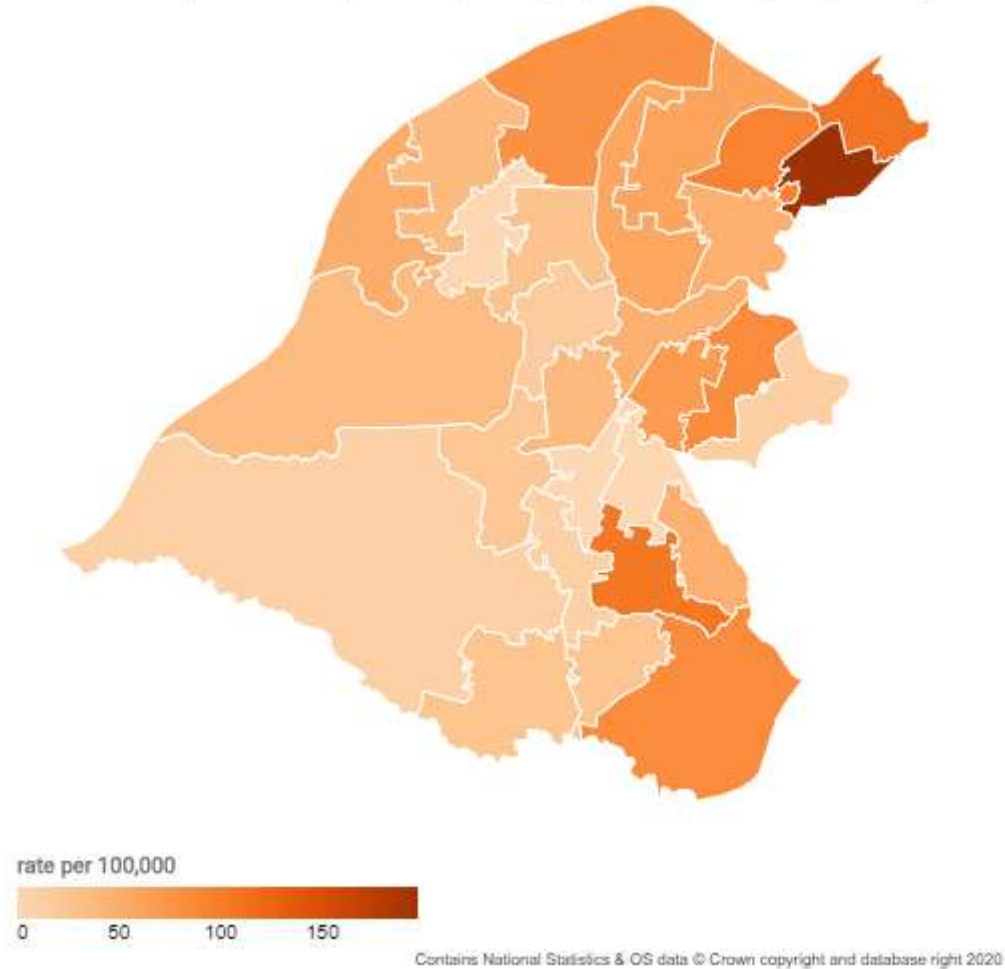 rate per 100,000
0 50 100 150
Contains National Statistics & OS data © Crown copyright and database right 2020